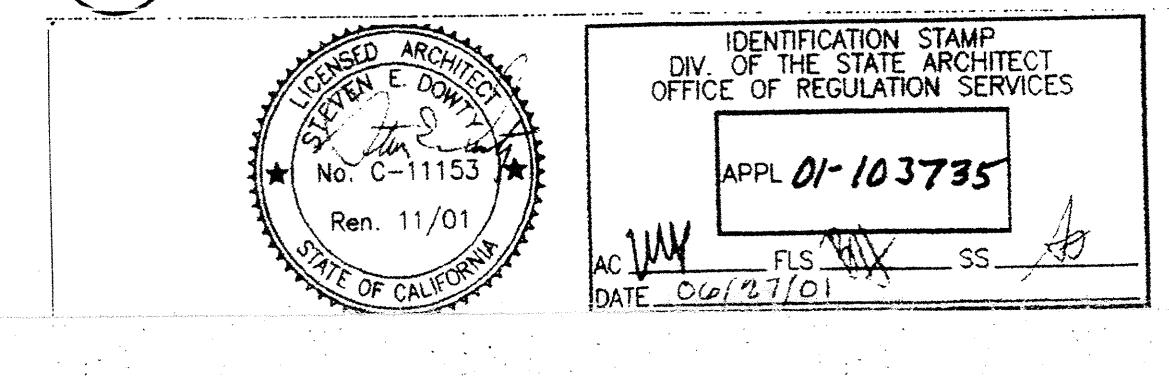 LICENSED ARCHITECT
STEVEN E. DOWTY
No. C-11153
Ren. 11/01
STATE OF CALIFORNIA
IDENTIFICATION STAMP
DIV. OF THE STATE ARCHITECT
OFFICE OF REGULATION SERVICES
APPL 01-103735
AC FLS SS
DATE 06/27/01